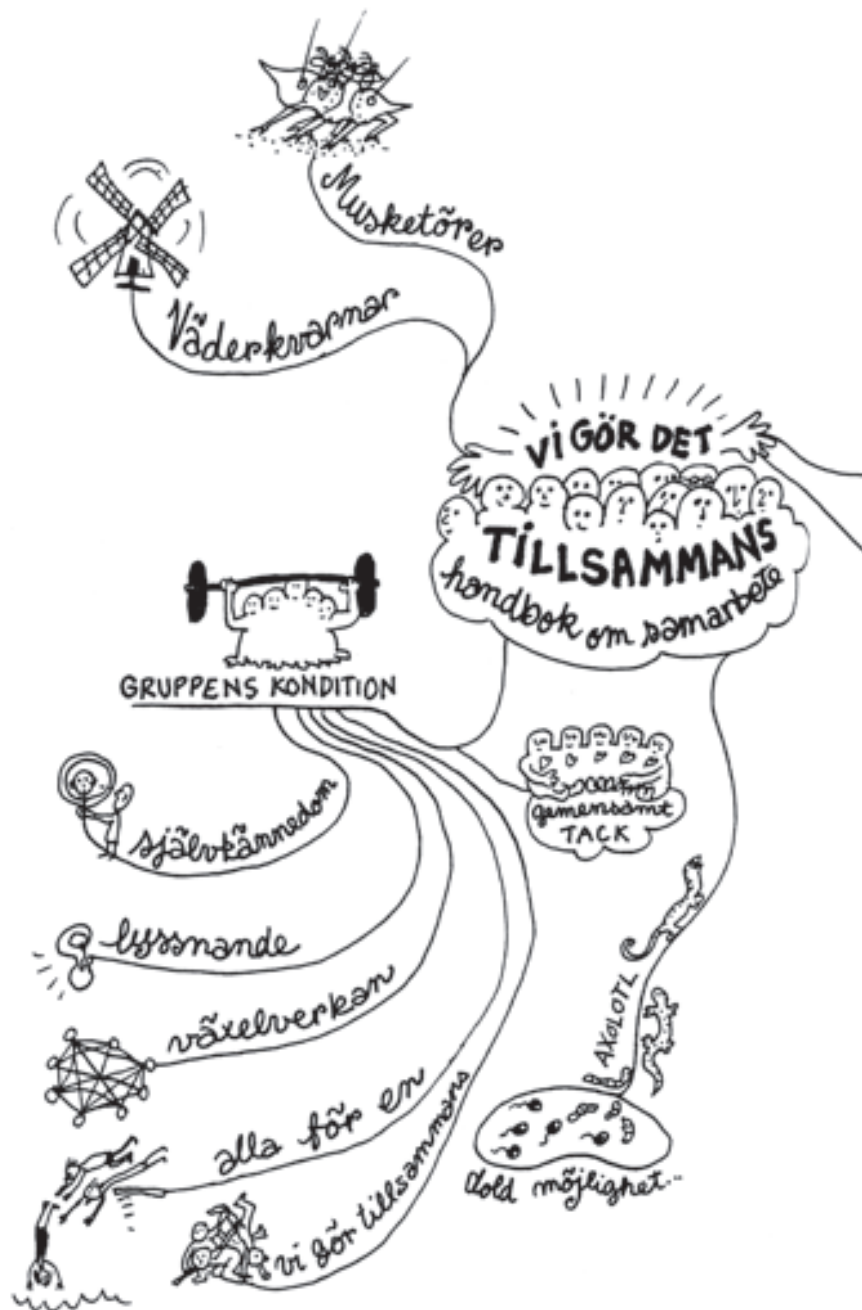 Musketörer
Väderkvarnar
Vi GÖR DET
TiLLSAMMANS
handbok om samarbete
GRUPPENS KONDITION
självkännedom
lyssnande
växelverkan
alla för en
vi gör tillsammans
gemensamt
TACK
AXOLOTL
dold möjlighet...